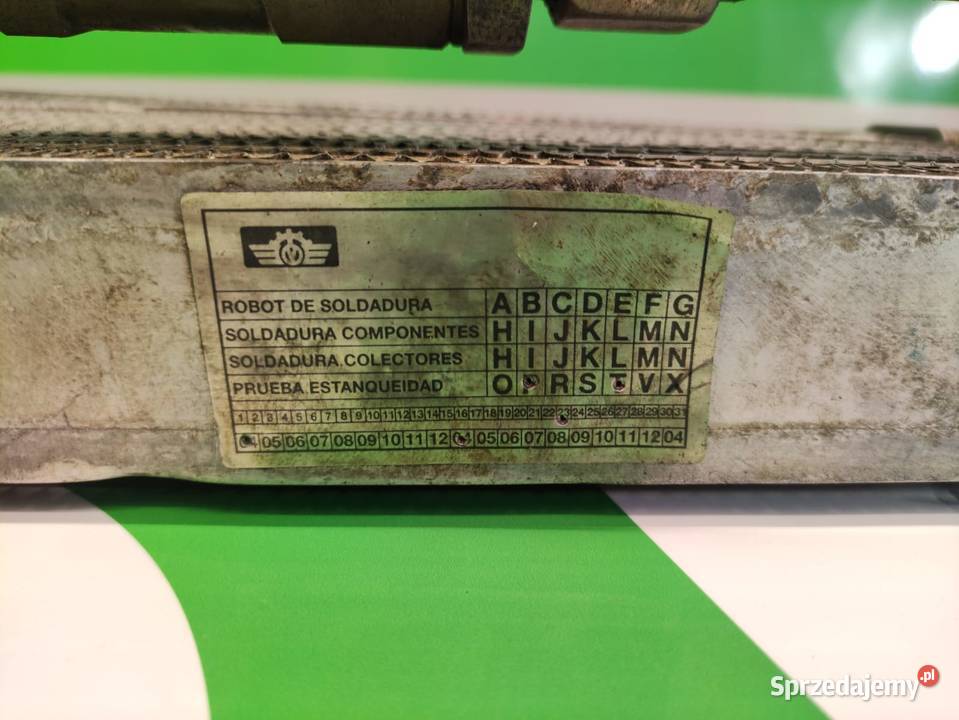 ROBOT DE SOLDADURA A B C D E F G
SOLDADURA COMPONENTES H I J K L M N
SOLDADURA COLECTORES H I J K L M N
PRUEBA ESTANQUEIDAD O P R S T V X
1 2 3 4 5 6 7 8 9 10 11 12 13 14 15 16 17 18 19 20 21 22 23 24 25 26 27 28 29 30 31
05 06 07 08 09 10 11 12 05 06 07 08 09 10 11 12 04
Sprzedajemy.pl